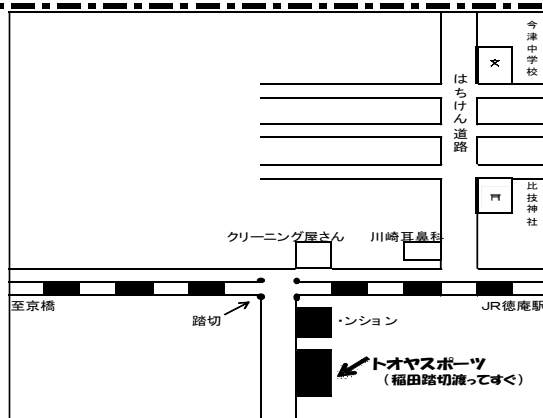 今津中学校
はちけん道路
比技神社
クリーニング屋さん
川崎耳鼻科
至京橋
JR徳庵駅
踏切
・ンション
トオヤスポーツ
（稲田踏切渡ってすぐ）